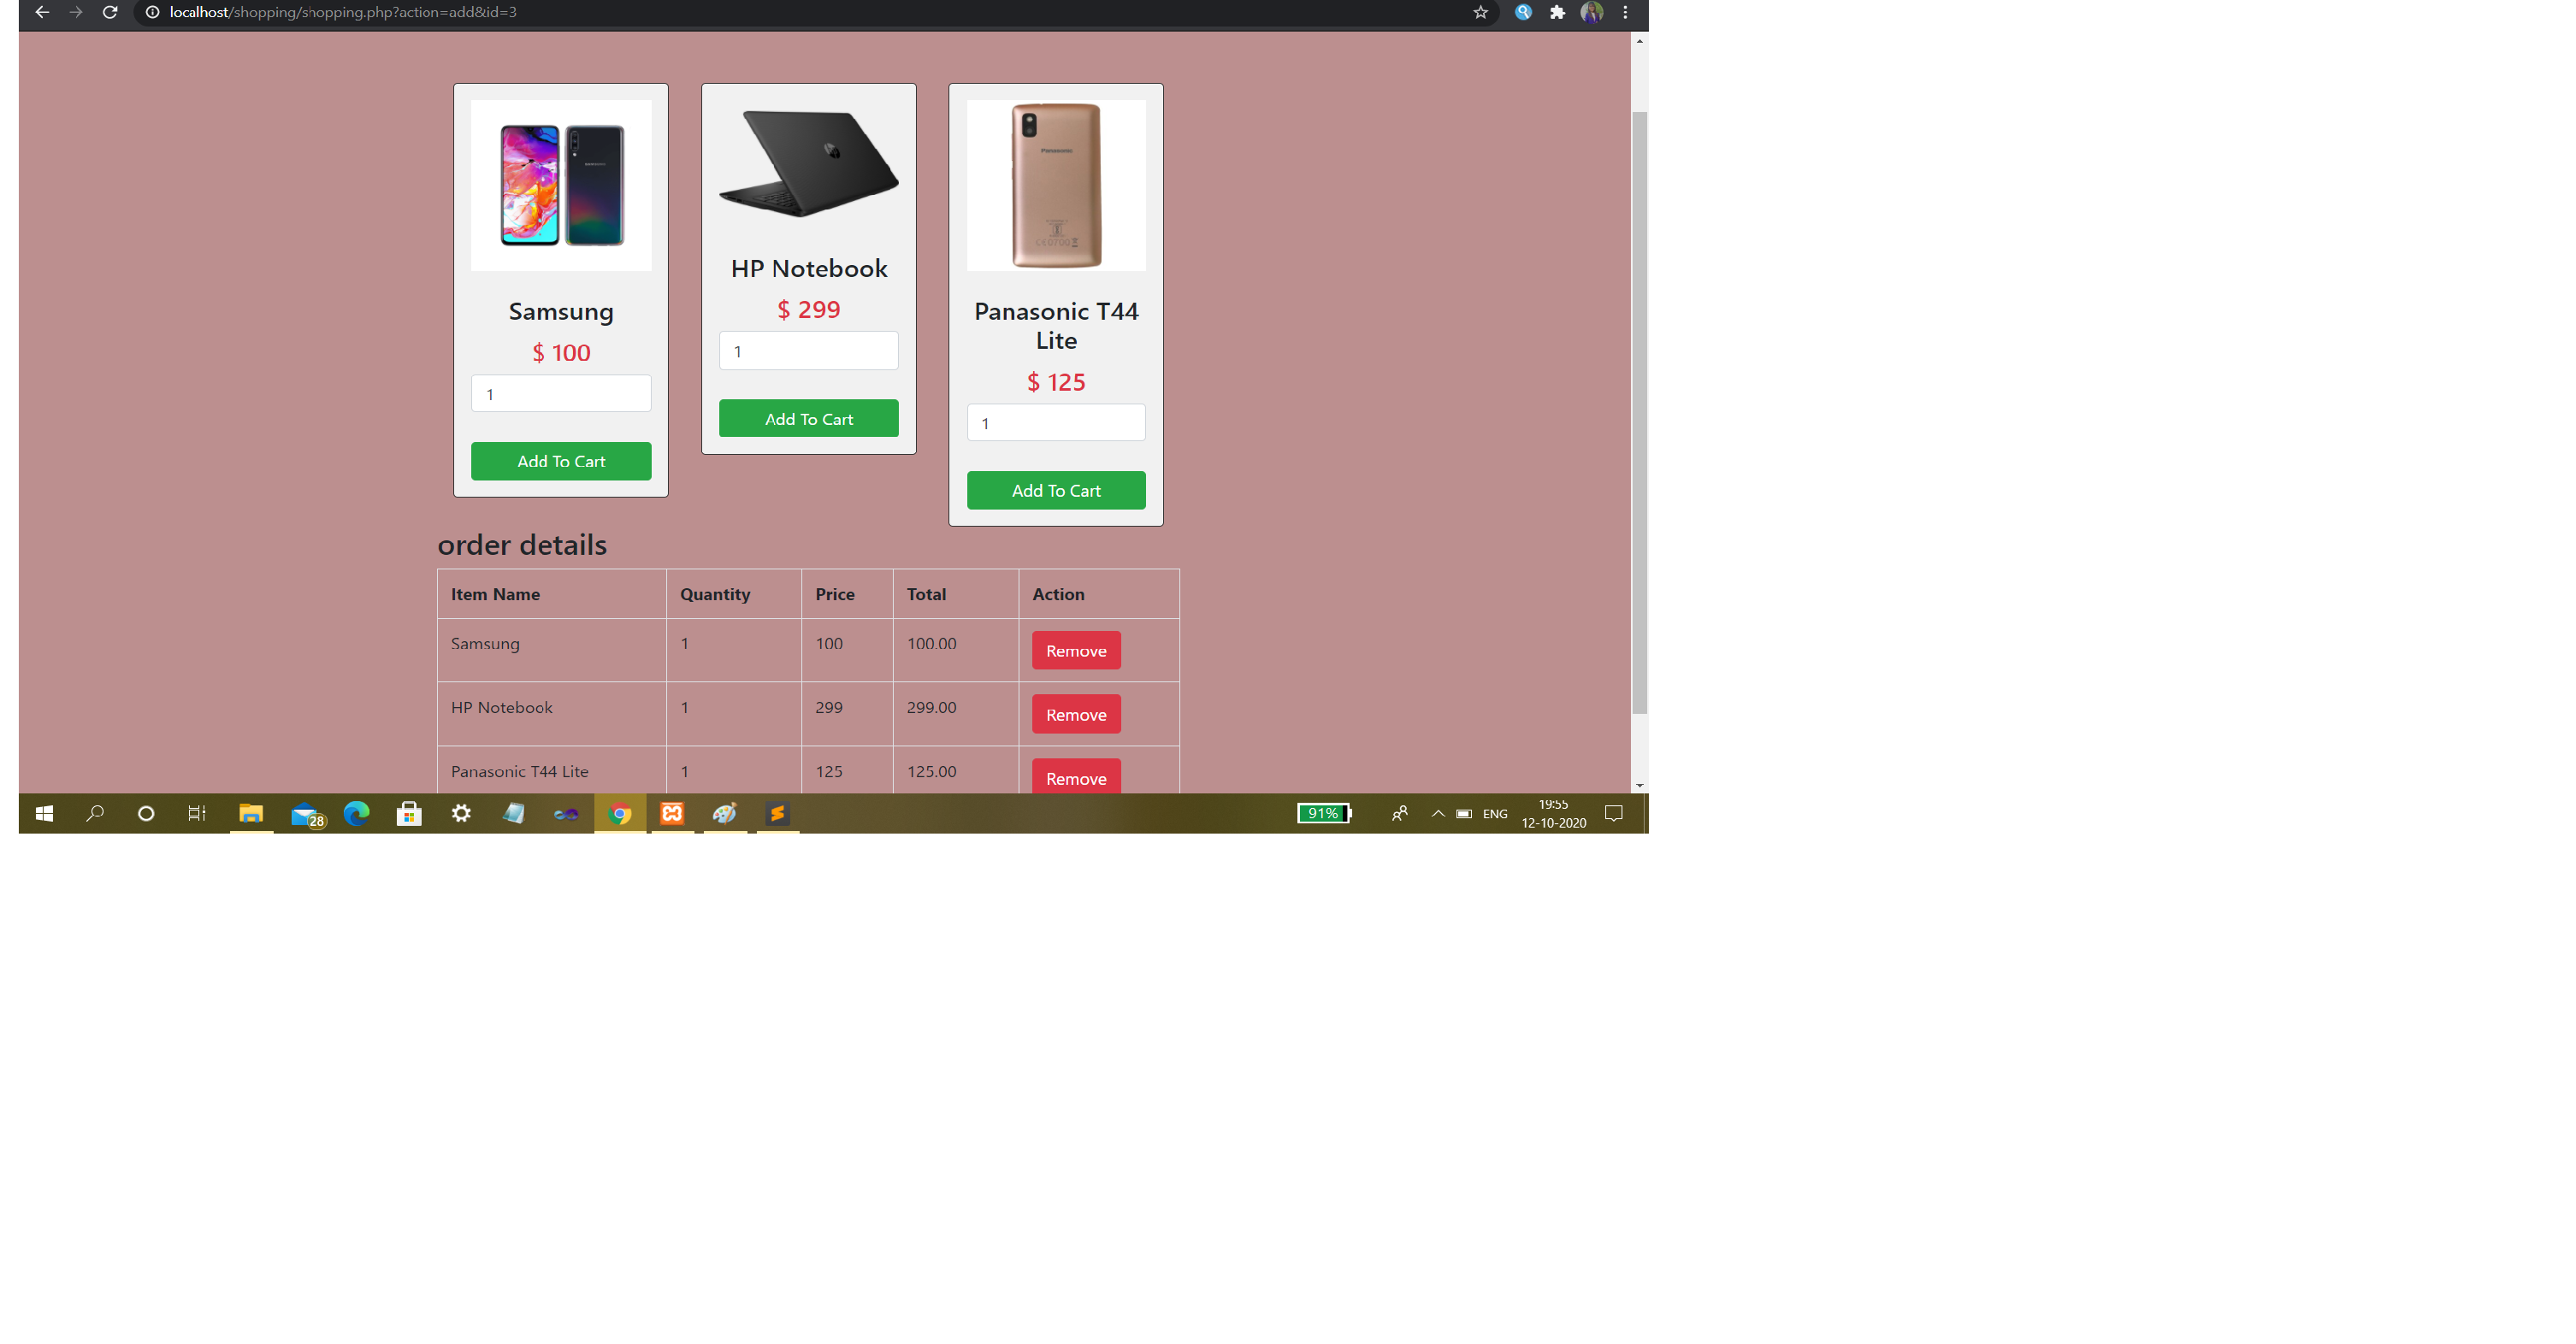 localhost/shopping/shopping.php?action=add&id=3
Panasonic
CE0700
Samsung
$ 100
1
Add To Cart
HP Notebook
$ 299
1
Add To Cart
Panasonic T44
Lite
$ 125
1
Add To Cart
order details
Item Name Quantity Price Total Action
Samsung 1 100 100.00 Remove
HP Notebook 1 299 299.00 Remove
Panasonic T44 Lite 1 125 125.00 Remove
28
91%
ENG
19:55
12-10-2020